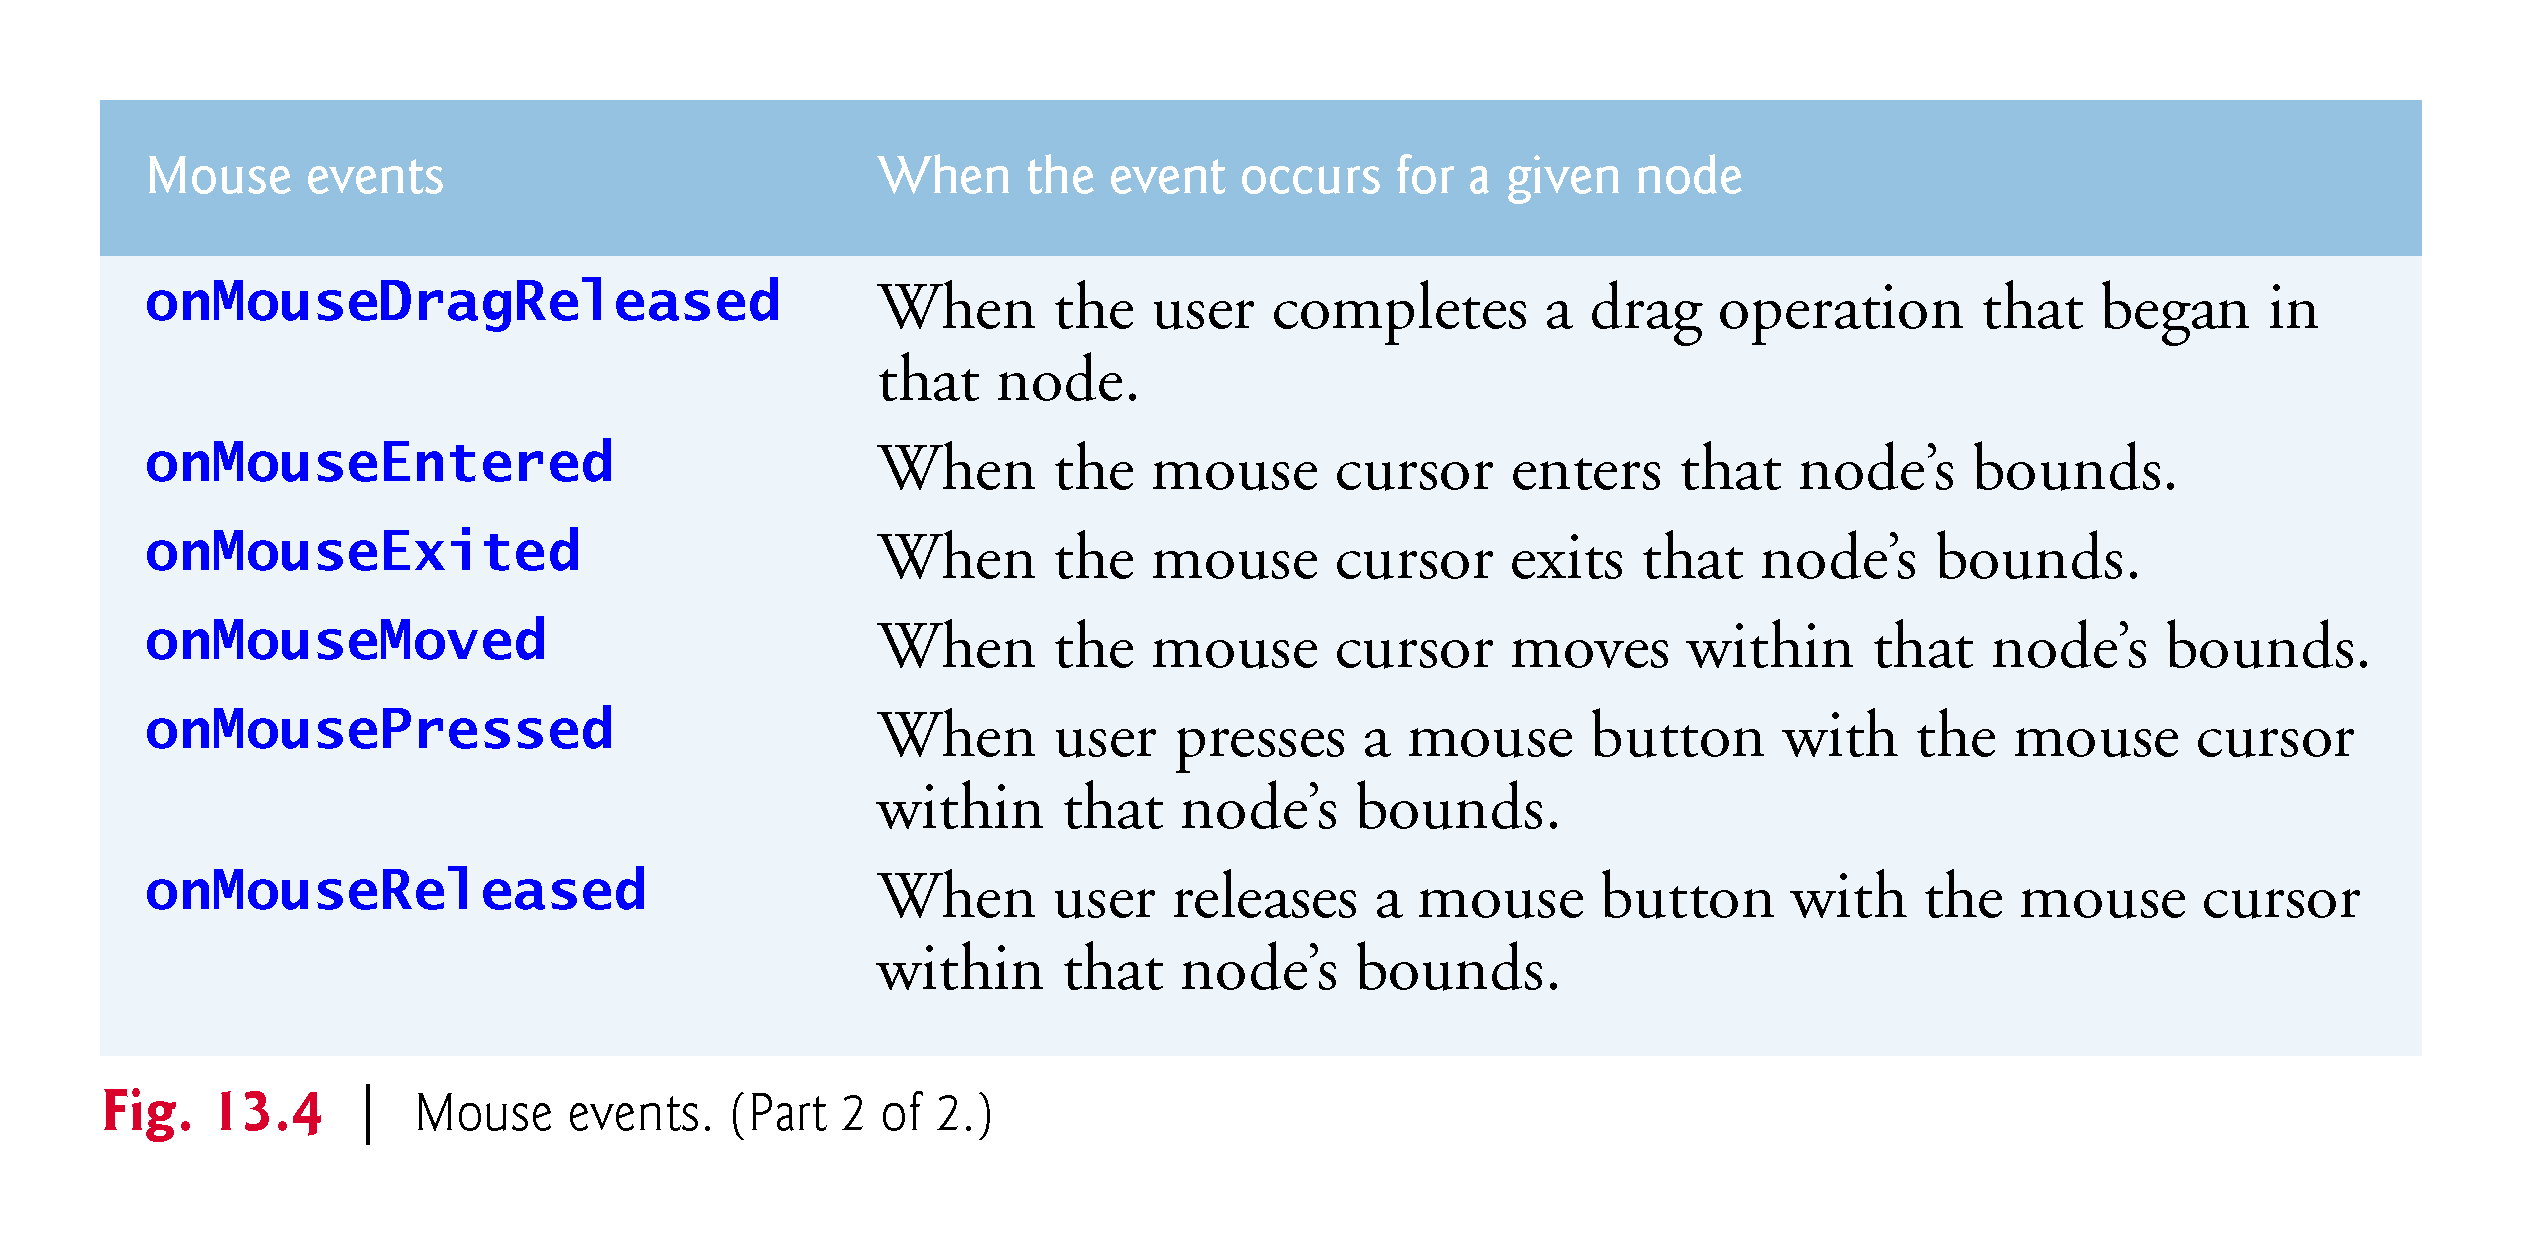 Mouse events When the event occurs for a given node
onMouseDragReleased When the user completes a drag operation that began in
that node.
onMouseEntered When the mouse cursor enters that node’s bounds.
onMouseExited When the mouse cursor exits that node’s bounds.
onMouseMoved When the mouse cursor moves within that node’s bounds.
onMousePressed When user presses a mouse button with the mouse cursor
within that node’s bounds.
onMouseReleased When user releases a mouse button with the mouse cursor
within that node’s bounds.
Fig. 13.4 | Mouse events. (Part 2 of 2.)